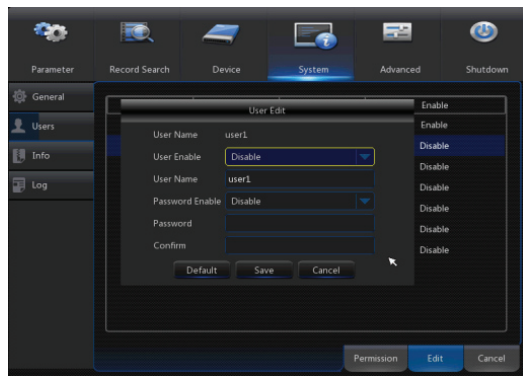 Parameter Record Search Device System Advanced Shutdown
General
Users
Info
Log
Enable
Enable
Disable
Disable
Disable
Disable
Disable
Disable
User Edit
User Name user1
User Enable Disable
User Name user1
Password Enable Disable
Password
Confirm
Default Save Cancel
Permission Edit Cancel